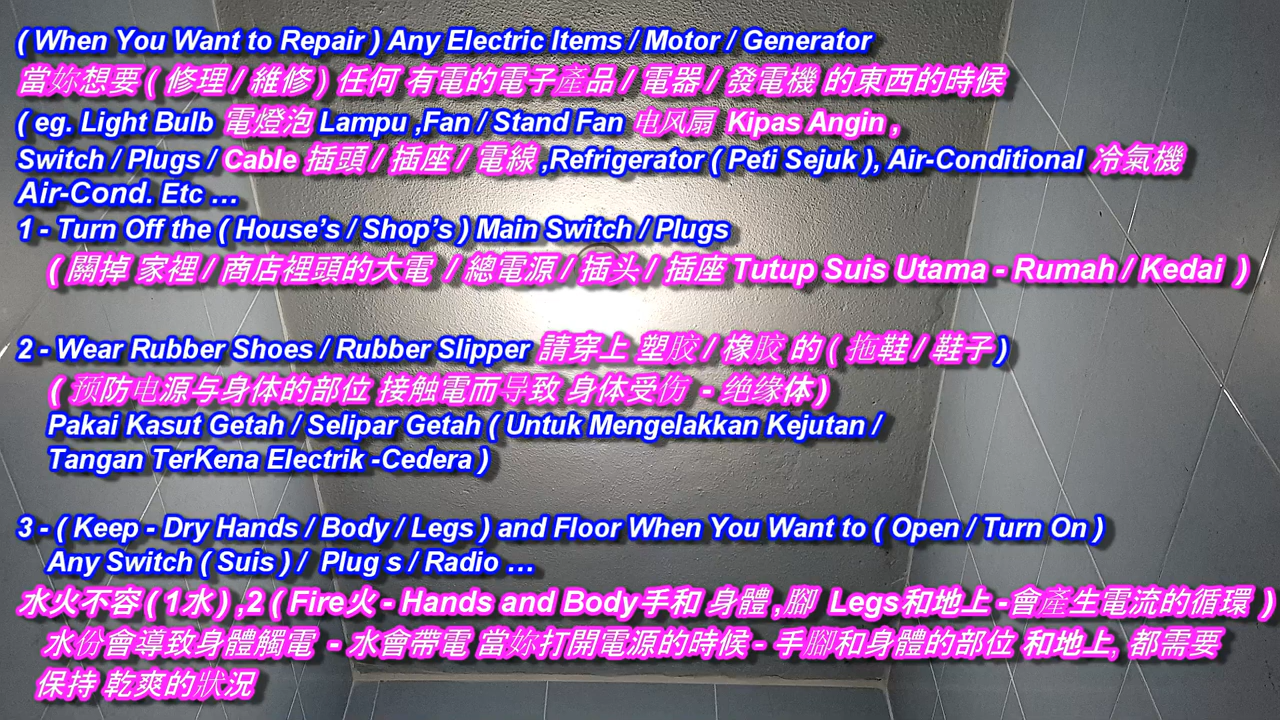 ( When You Want to Repair ) Any Electric Items / Motor / Generator
當妳想要 ( 修理 / 維修 ) 任何 有電的電子產品 / 電器 / 發電機 的東西的時候
( eg. Light Bulb 電燈泡 Lampu ,Fan / Stand Fan 电风扇 Kipas Angin ,
Switch / Plugs / Cable 插頭 / 插座 / 電線 ,Refrigerator ( Peti Sejuk ), Air-Conditional 冷氣機
Air-Cond. Etc ...
1 - Turn Off the ( House’s / Shop’s ) Main Switch / Plugs
( 關掉 家裡 / 商店裡頭的大電 / 總電源 / 插头 / 插座 Tutup Suis Utama - Rumah / Kedai )
2 - Wear Rubber Shoes / Rubber Slipper 請穿上 塑胶 / 橡胶 的 ( 拖鞋 / 鞋子 )
( 预防电源与身体的部位 接触電而导致 身体受伤 - 绝缘体 )
Pakai Kasut Getah / Selipar Getah ( Untuk Mengelakkan Kejutan /
Tangan TerKena Electrik -Cedera )
3 - ( Keep - Dry Hands / Body / Legs ) and Floor When You Want to ( Open / Turn On )
Any Switch ( Suis ) / Plug s / Radio ...
水火不容 ( 1水 ) ,2 ( Fire火 - Hands and Body手和 身體 ,腳 Legs和地上 -會產生電流的循環 )
水份會導致身體觸電 - 水會帶電 當妳打開電源的時候 - 手腳和身體的部位 和地上, 都需要
保持 乾爽的狀況